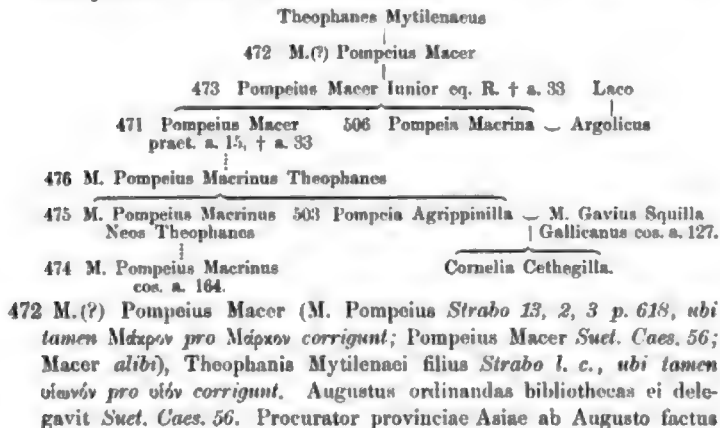 Theophanes Mytilenaeus
472 M.(?) Pompeius Macer
473 Pompeius Macer Iunior eq. R. † a. 33 Laco
471 Pompeius Macer 506 Pompeia Macrina ⏑ Argolicus
praet. a. 15, † a. 33
476 M. Pompeius Macrinus Theophanes
475 M. Pompeius Macrinus 503 Pompeia Agrippinilla ⏑ M. Gavius Squilla
Neos Theophanes Gallicanus cos. a. 127.
474 M. Pompeius Macrinus Cornelia Cethegilla.
cos. a. 164.
472 M.(?) Pompeius Macer (M. Pompeius Strabo 13, 2, 3 p. 618, ubi
tamen Μάκρον pro Μάρκον corrigunt; Pompeius Macer Suet. Caes. 56;
Macer alibi), Theophanis Mytilenaei filius Strabo l. c., ubi tamen
υἱωνόν pro υἱόν corrigunt. Augustus ordinandas bibliothecas ei dele-
gavit Suet. Caes. 56. Procurator provinciae Asiae ab Augusto factus